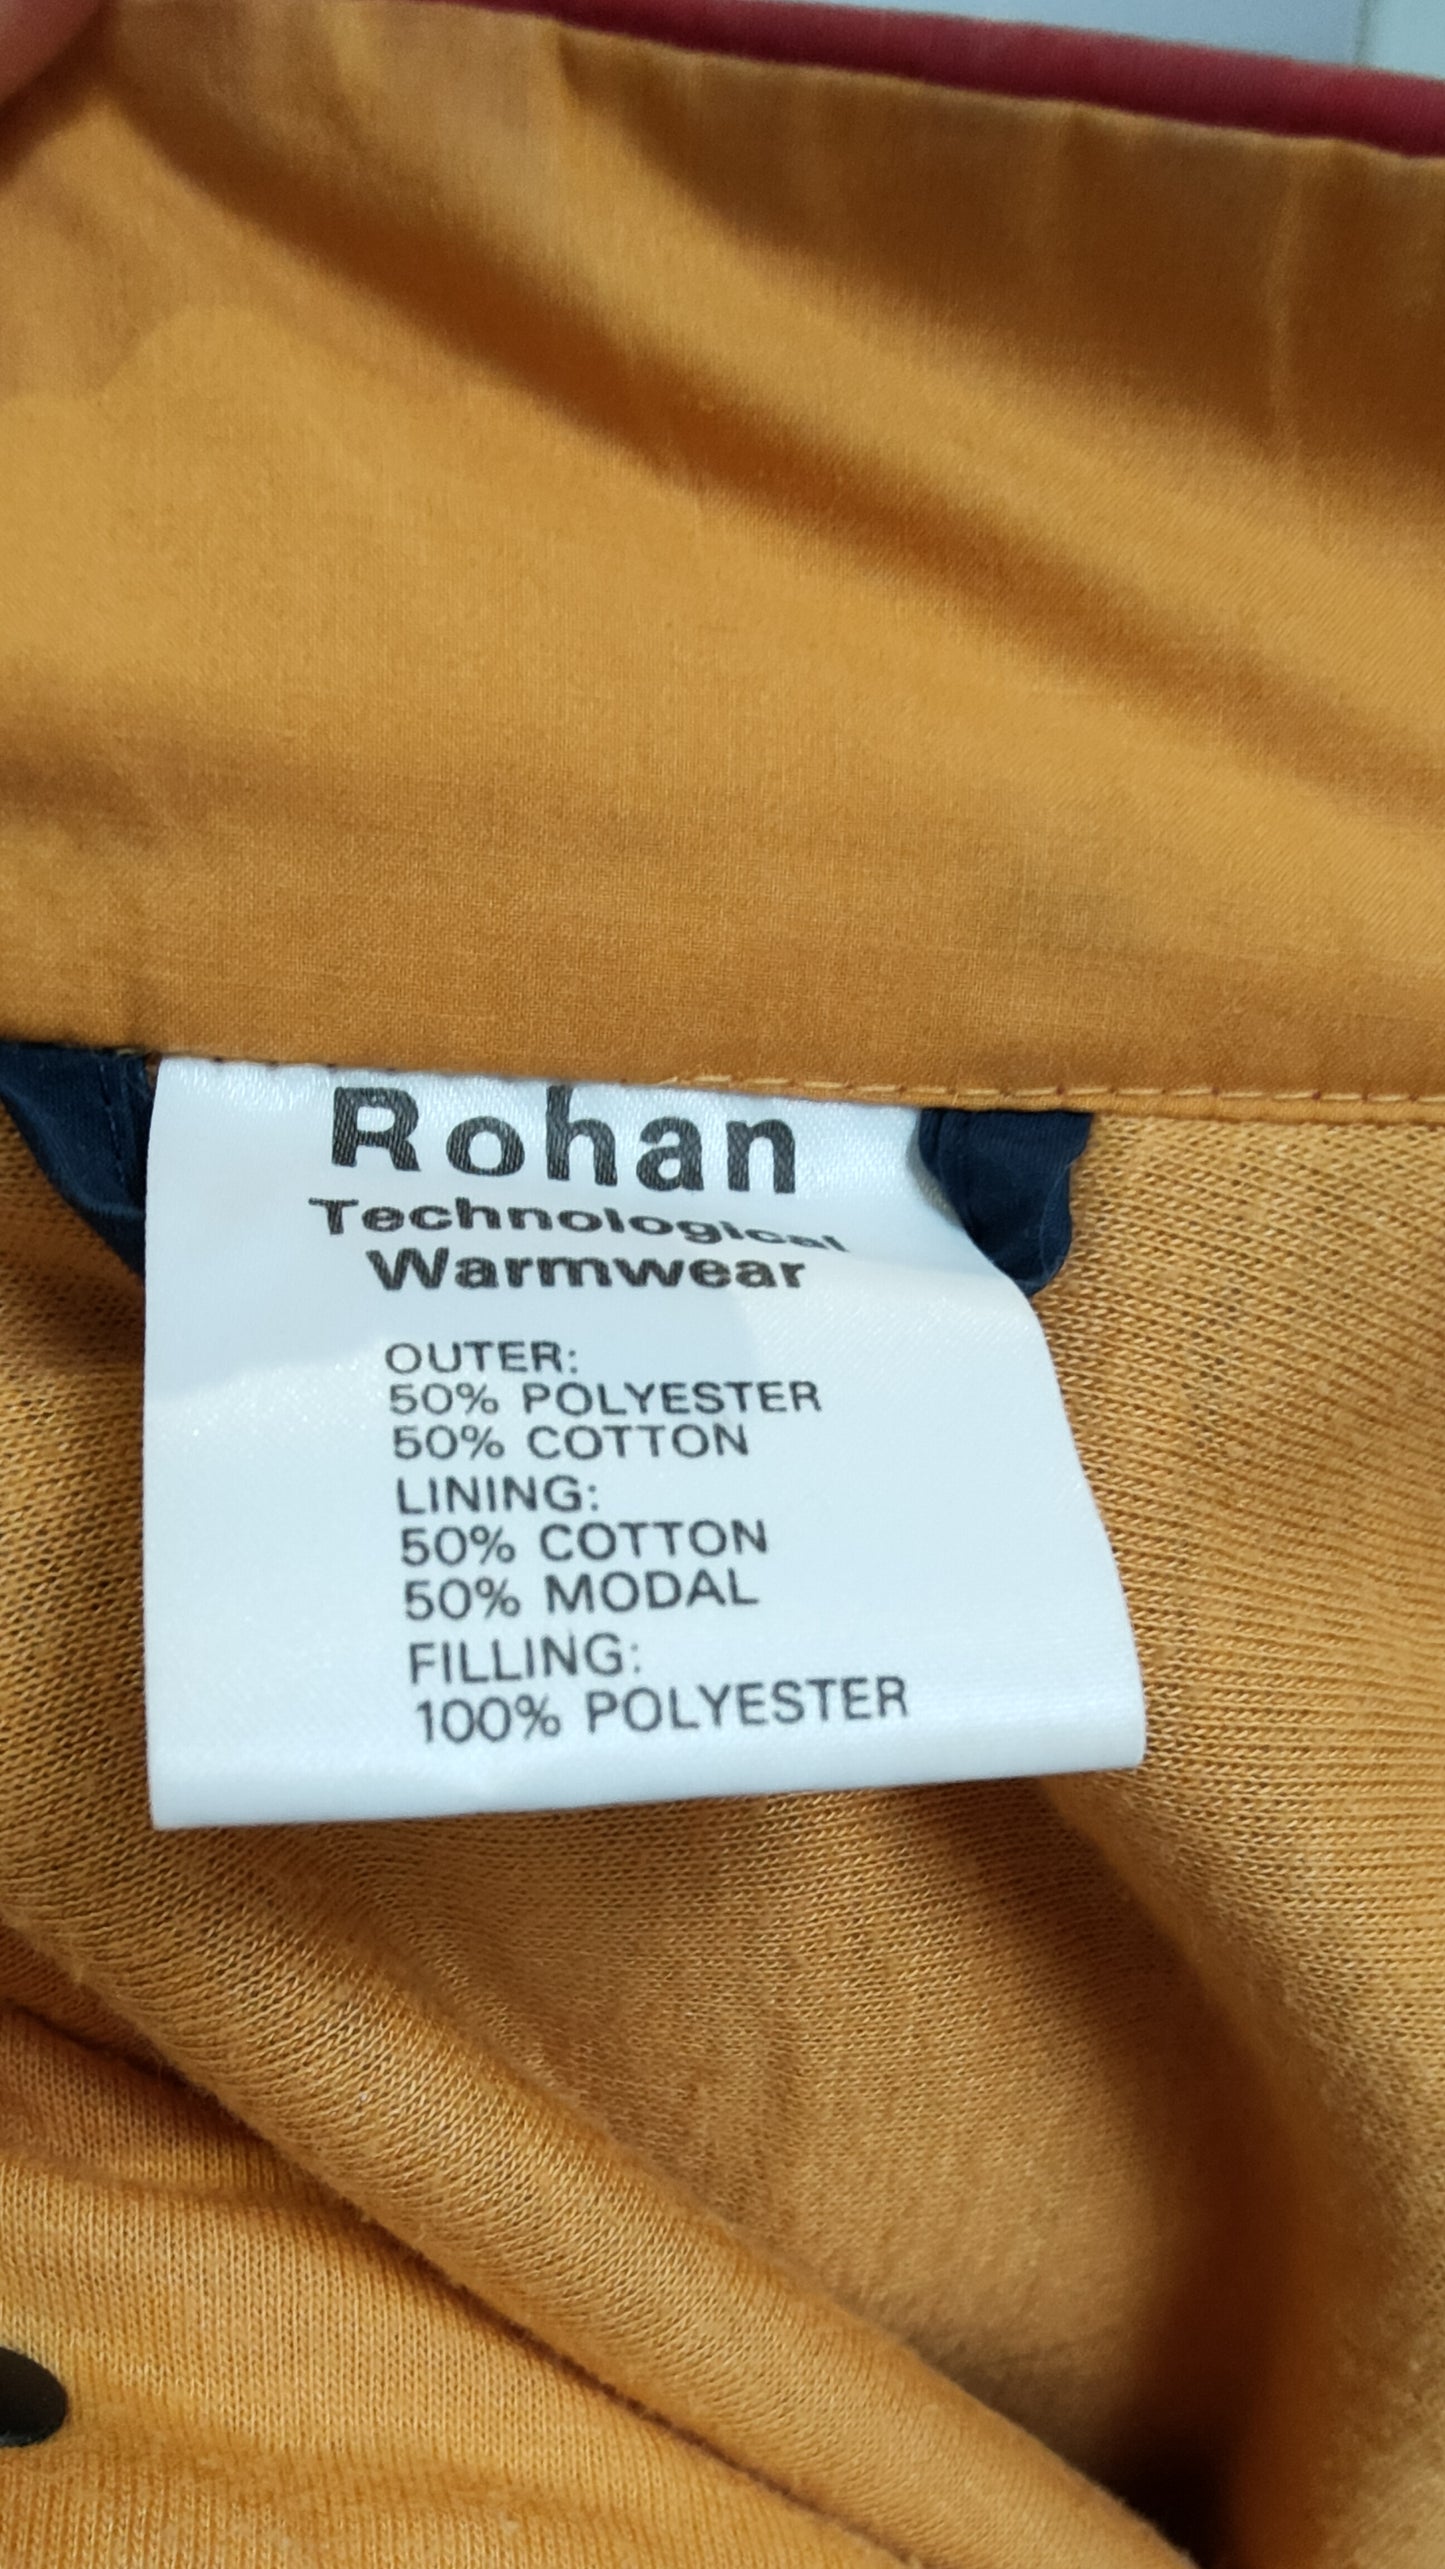 Rohan
Technological
Warmwear
OUTER:
50% POLYESTER
50% COTTON
LINING:
50% COTTON
50% MODAL
FILLING:
100% POLYESTER